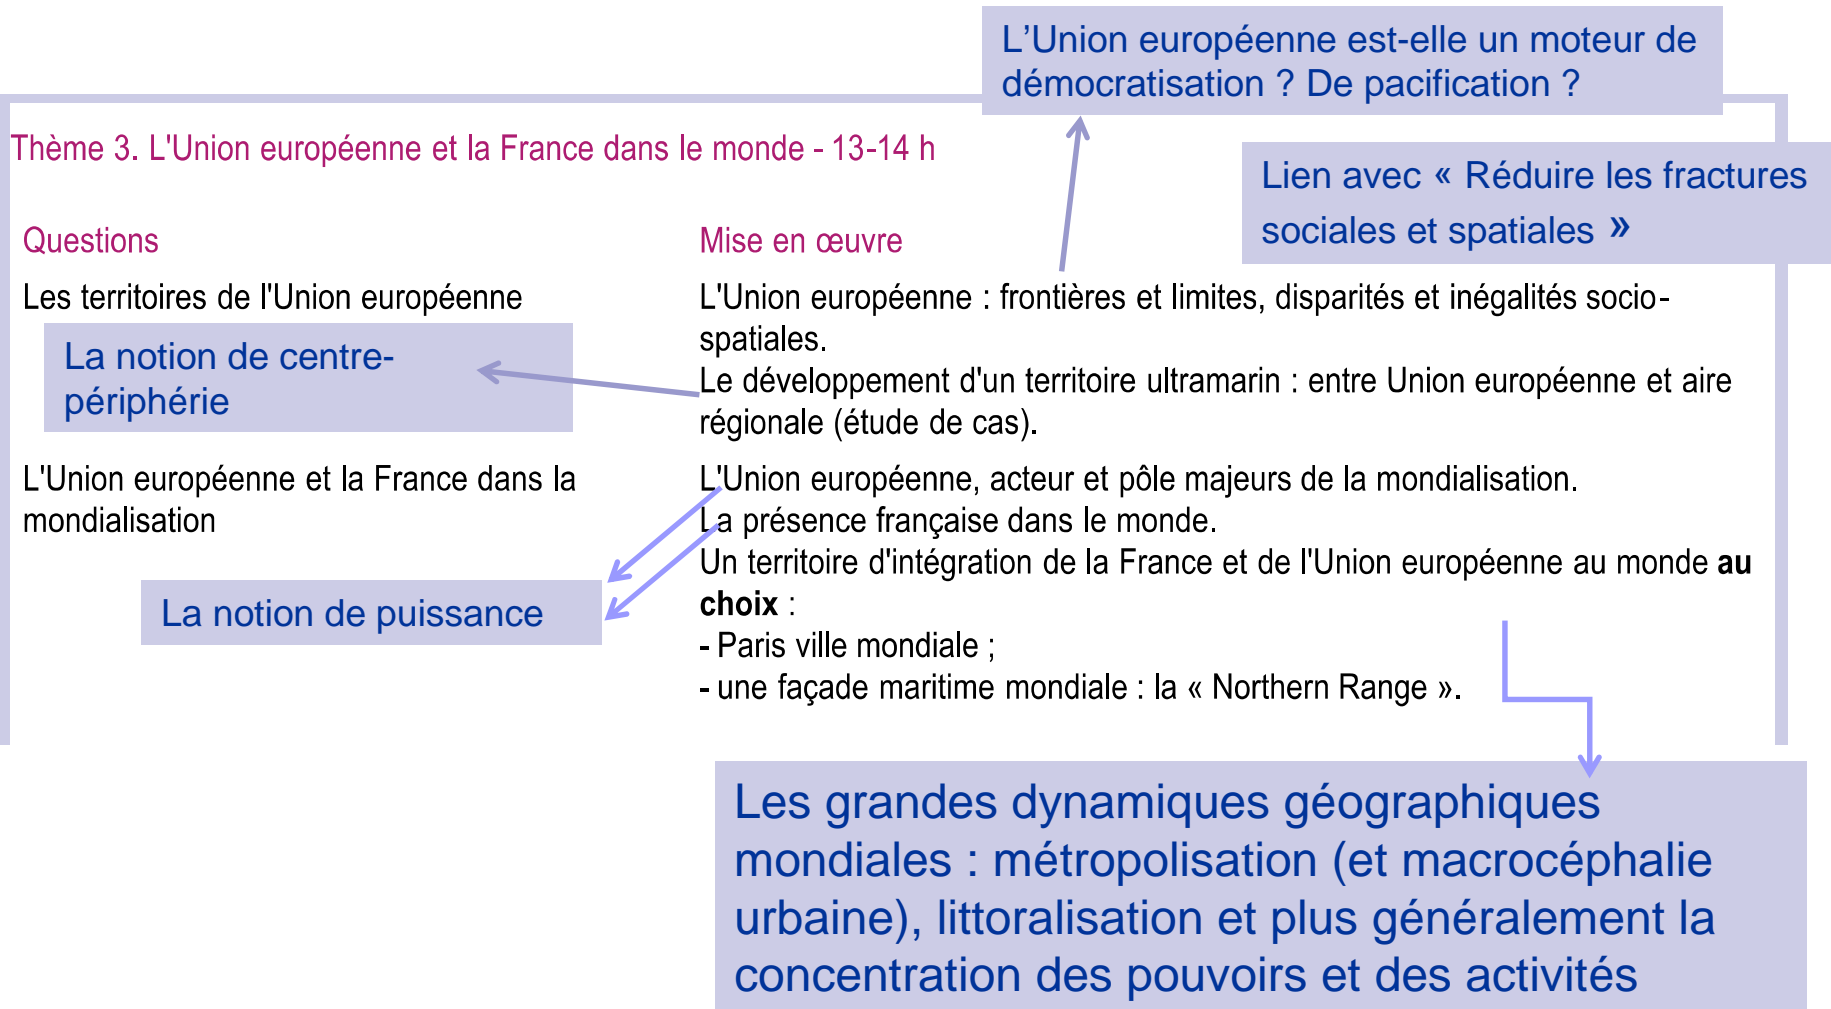 L’Union européenne est-elle un moteur de
démocratisation ? De pacification ?
Thème 3. L'Union européenne et la France dans le monde - 13-14 h
Lien avec « Réduire les fractures
sociales et spatiales »
Questions
Mise en œuvre
Les territoires de l'Union européenne
L'Union européenne : frontières et limites, disparités et inégalités socio-
spatiales.
Le développement d'un territoire ultramarin : entre Union européenne et aire
régionale (étude de cas).
La notion de centre-
périphérie
L'Union européenne et la France dans la
mondialisation
L'Union européenne, acteur et pôle majeurs de la mondialisation.
La présence française dans le monde.
Un territoire d'intégration de la France et de l'Union européenne au monde au
choix :
- Paris ville mondiale ;
- une façade maritime mondiale : la « Northern Range ».
La notion de puissance
Les grandes dynamiques géographiques
mondiales : métropolisation (et macrocéphalie
urbaine), littoralisation et plus généralement la
concentration des pouvoirs et des activités